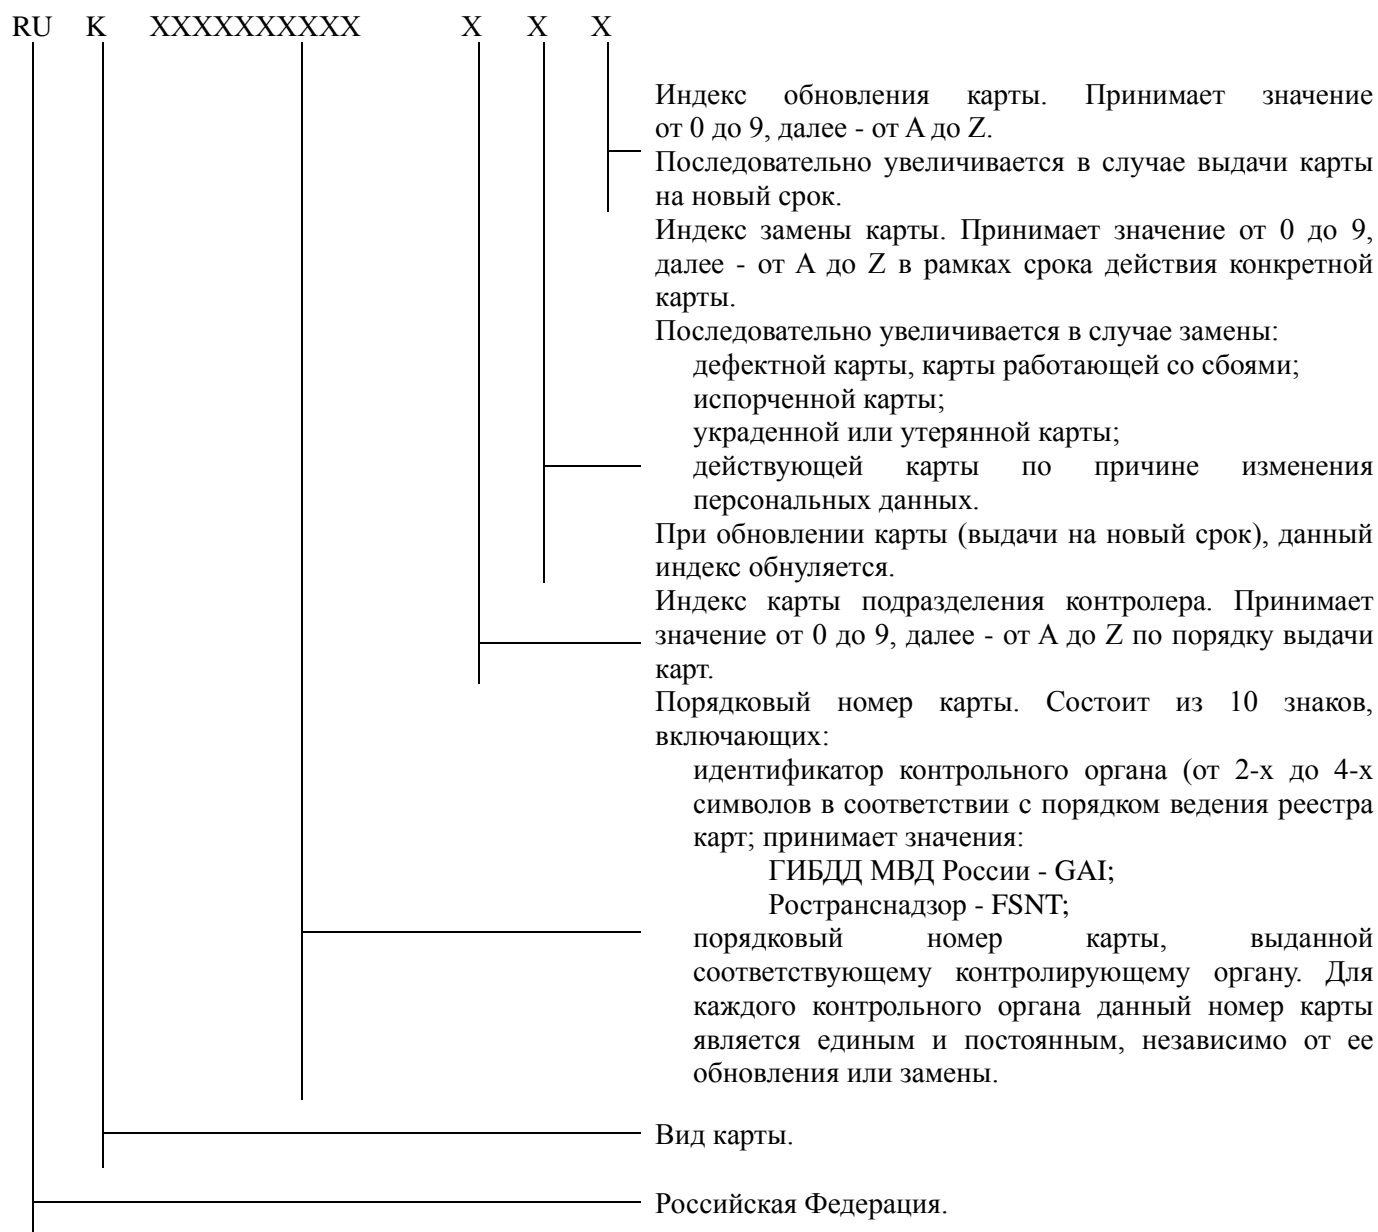 RU K XXXXXXXXXX X X X
Индекс обновления карты. Принимает значение
от 0 до 9, далее - от A до Z.
Последовательно увеличивается в случае выдачи карты
на новый срок.
Индекс замены карты. Принимает значение от 0 до 9,
далее - от A до Z в рамках срока действия конкретной
карты.
Последовательно увеличивается в случае замены:
дефектной карты, карты работающей со сбоями;
испорченной карты;
украденной или утерянной карты;
действующей карты по причине изменения
персональных данных.
При обновлении карты (выдачи на новый срок), данный
индекс обнуляется.
Индекс карты подразделения контролера. Принимает
значение от 0 до 9, далее - от A до Z по порядку выдачи
карт.
Порядковый номер карты. Состоит из 10 знаков,
включающих:
идентификатор контрольного органа (от 2-х до 4-х
символов в соответствии с порядком ведения реестра
карт; принимает значения:
ГИБДД МВД России - GAI;
Ространснадзор - FSNT;
порядковый номер карты, выданной
соответствующему контролирующему органу. Для
каждого контрольного органа данный номер карты
является единым и постоянным, независимо от ее
обновления или замены.
Вид карты.
Российская Федерация.